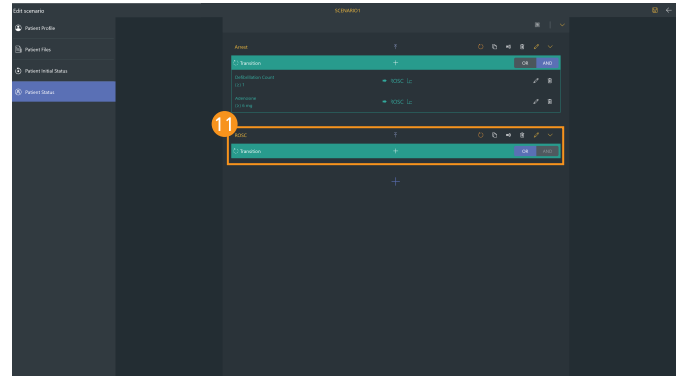 Edit scenario
SCENARIO1
Patient Profile
Patient Files
Patient Initial Status
Patient Status
Arrest
Transition
OR AND
Defibrillation Count
ROSC
Adrenaline
ROSC
11
ROSC
Transition
OR AND